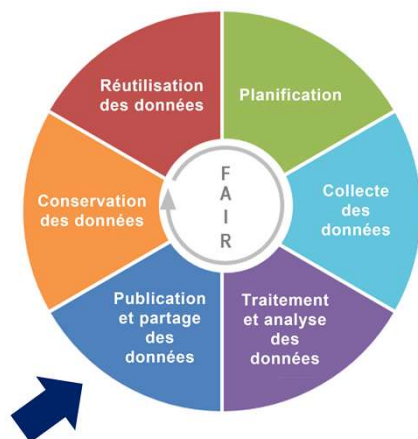 Réutilisation
des données
Planification
Conservation
des données
F
A
I
R
Collecte
des
données
Publication
et partage
des
données
Traitement
et analyse
des
données